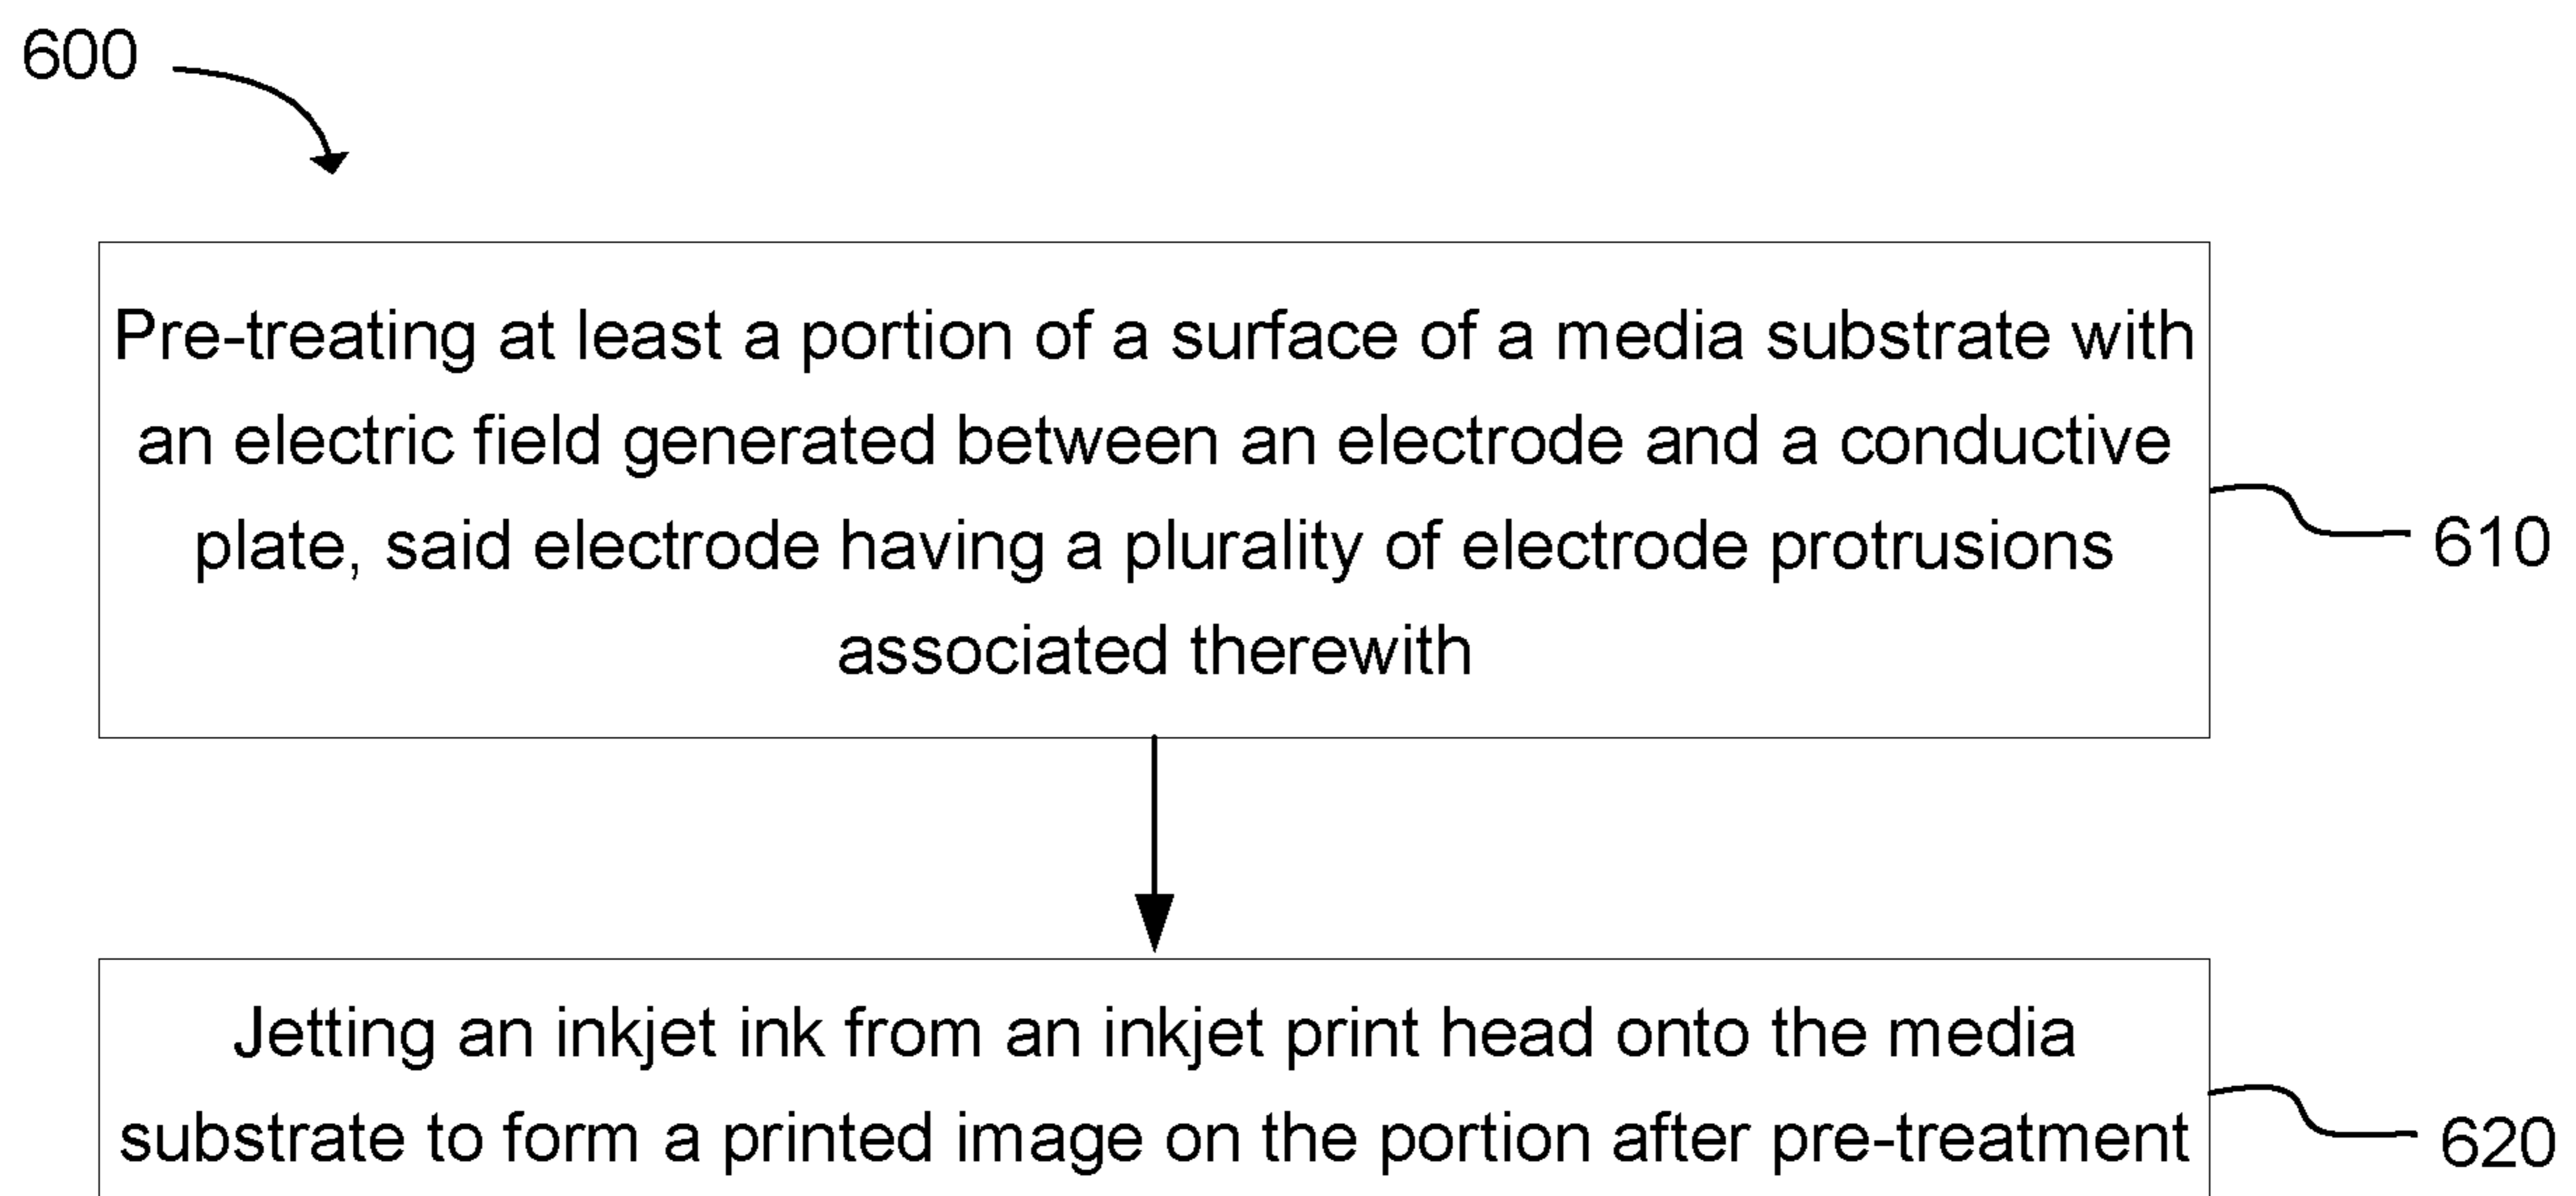 600
Pre-treating at least a portion of a surface of a media substrate with
an electric field generated between an electrode and a conductive
plate, said electrode having a plurality of electrode protrusions
associated therewith
610
Jetting an inkjet ink from an inkjet print head onto the media
substrate to form a printed image on the portion after pre-treatment
620